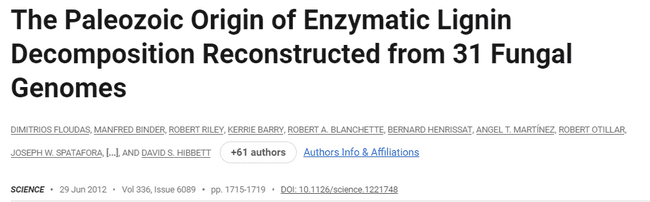 The Paleozoic Origin of Enzymatic Lignin
Decomposition Reconstructed from 31 Fungal
Genomes
DIMITRIOS FLOUDAS, MANFRED BINDER, ROBERT RILEY, KERRIE BARRY, ROBERT A. BLANCHETTE, BERNARD HENRISSAT, ANGEL T. MARTÍNEZ, ROBERT OTILLAR,
JOSEPH W. SPATAFORA, [...], AND DAVID S. HIBBETT +61 authors Authors Info & Affiliations
SCIENCE • 29 Jun 2012 • Vol 336, Issue 6089 • pp. 1715-1719 • DOI: 10.1126/science.1221748